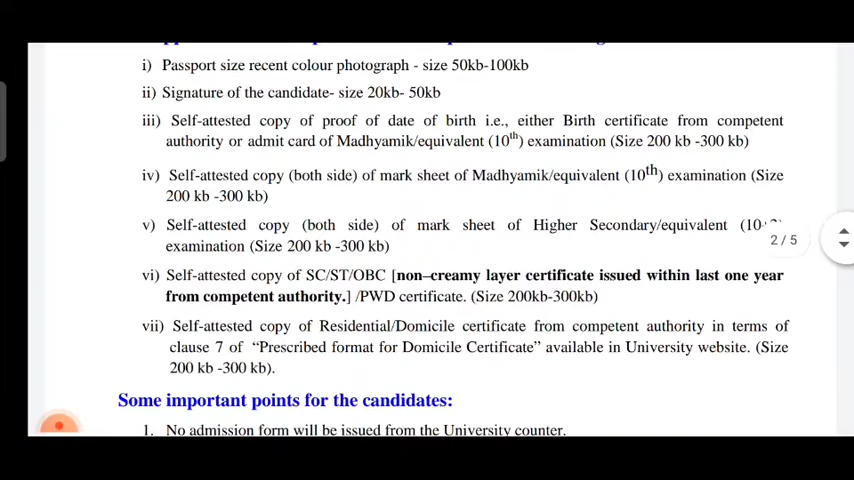 i) Passport size recent colour photograph - size 50kb-100kb
ii) Signature of the candidate- size 20kb- 50kb
iii) Self-attested copy of proof of date of birth i.e., either Birth certificate from competent
authority or admit card of Madhyamik/equivalent (10th) examination (Size 200 kb -300 kb)
iv) Self-attested copy (both side) of mark sheet of Madhyamik/equivalent (10th) examination (Size
200 kb -300 kb)
v) Self-attested copy (both side) of mark sheet of Higher Secondary/equivalent
examination (Size 200 kb -300 kb)
2/5
vi) Self-attested copy of SC/ST/OBC [non–creamy layer certificate issued within last one year
from competent authority.] /PWD certificate. (Size 200kb-300kb)
vii) Self-attested copy of Residential/Domicile certificate from competent authority in terms of
clause 7 of “Prescribed format for Domicile Certificate” available in University website. (Size
200 kb -300 kb).
Some important points for the candidates:
1. No admission form will be issued from the University counter.